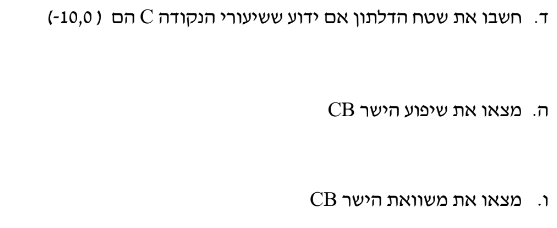 ד. חשבו את שטח הדלתון אם ידוע ששיעורי הנקודה C הם (-10,0)
ה. מצאו את שיפוע הישר CB
ו. מצאו את משוואת הישר CB